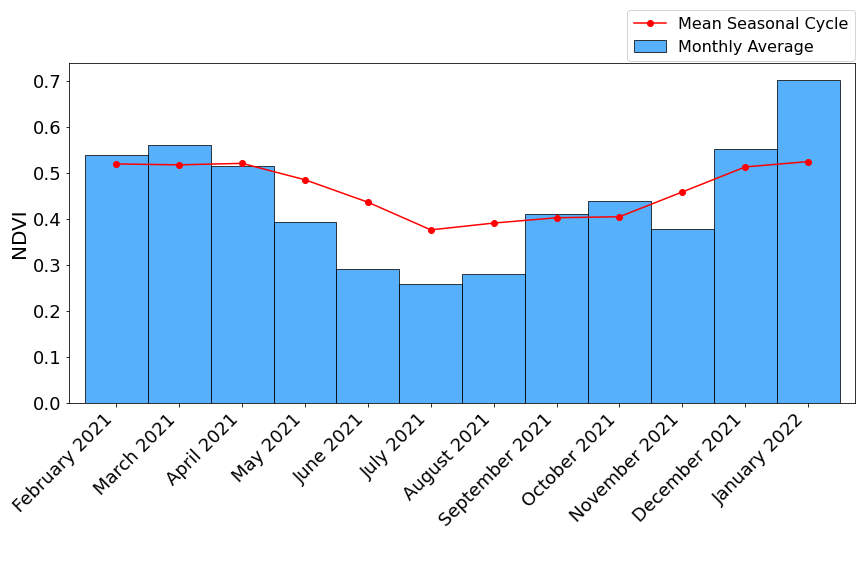 Mean Seasonal Cycle
Monthly Average
NDVI
0.7
0.6
0.5
0.4
0.3
0.2
0.1
0.0
February 2021
March 2021
April 2021
May 2021
June 2021
July 2021
August 2021
September 2021
October 2021
November 2021
December 2021
January 2022